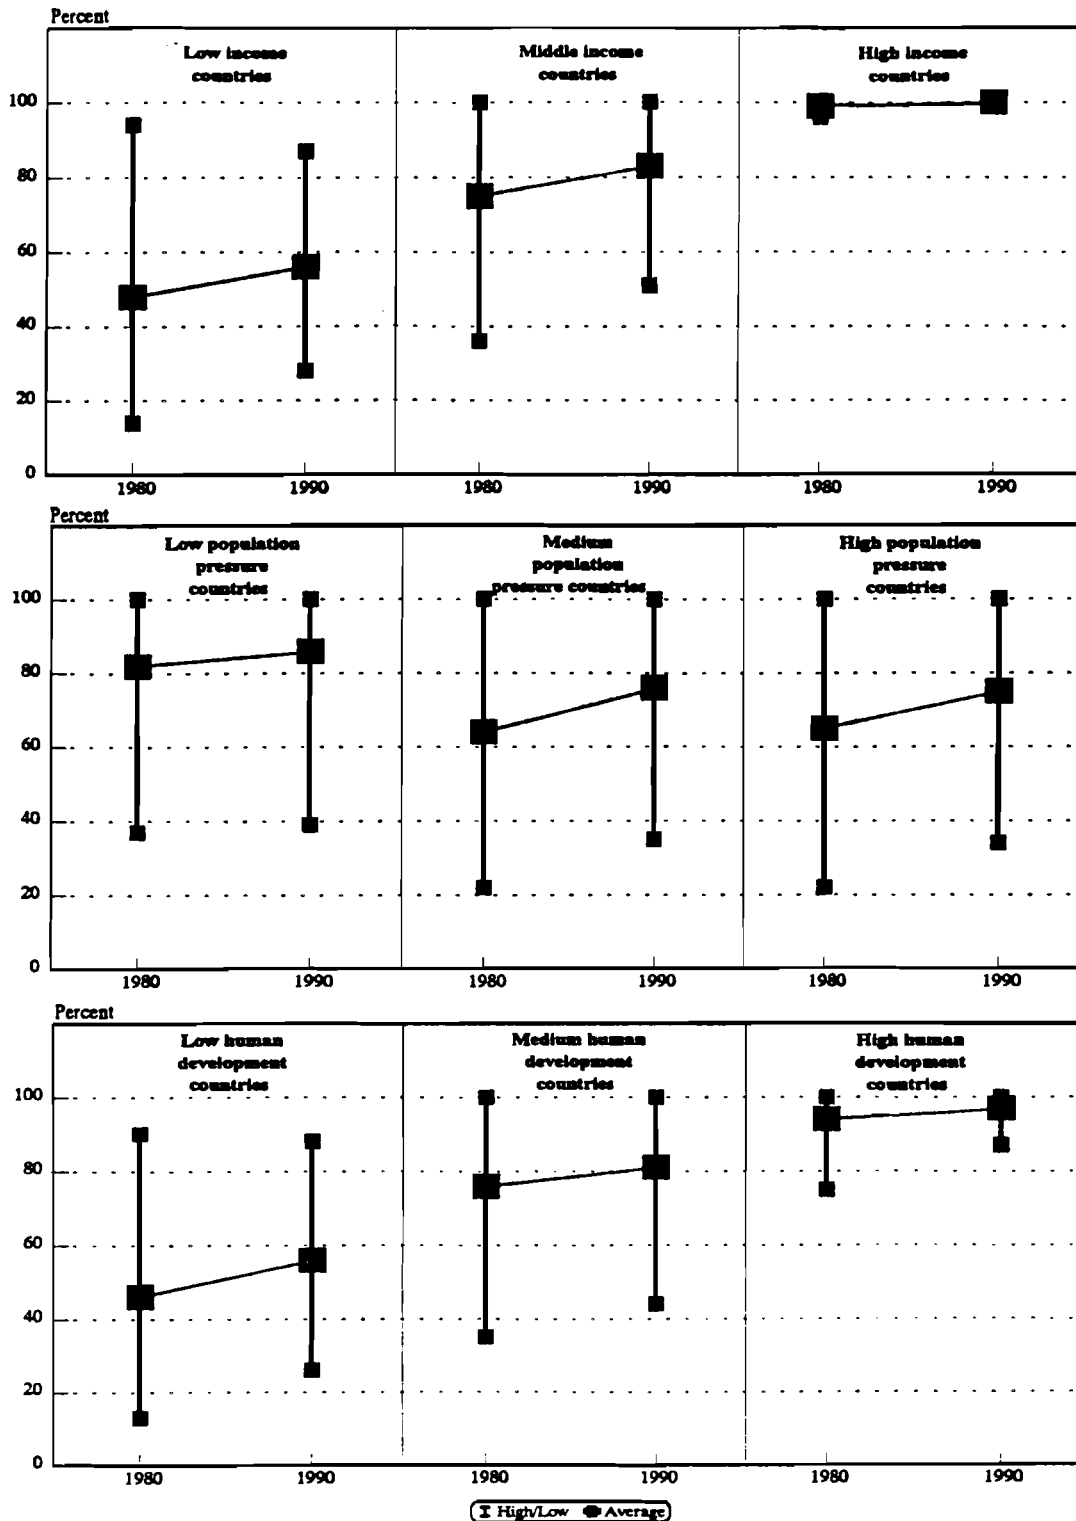 Percent
Low income
countries
Middle income
countries
High income
countries
100
80
60
40
20
0
1980
1990
1980
1990
1980
1990
Percent
Low population
pressure
countries
Medium
population
pressure countries
High population
pressure
countries
100
80
60
40
20
0
1980
1990
1980
1990
1980
1990
Percent
Low human
development
countries
Medium human
development
countries
High human
development
countries
100
80
60
40
20
0
1980
1990
1980
1990
1980
1990
High/Low Average